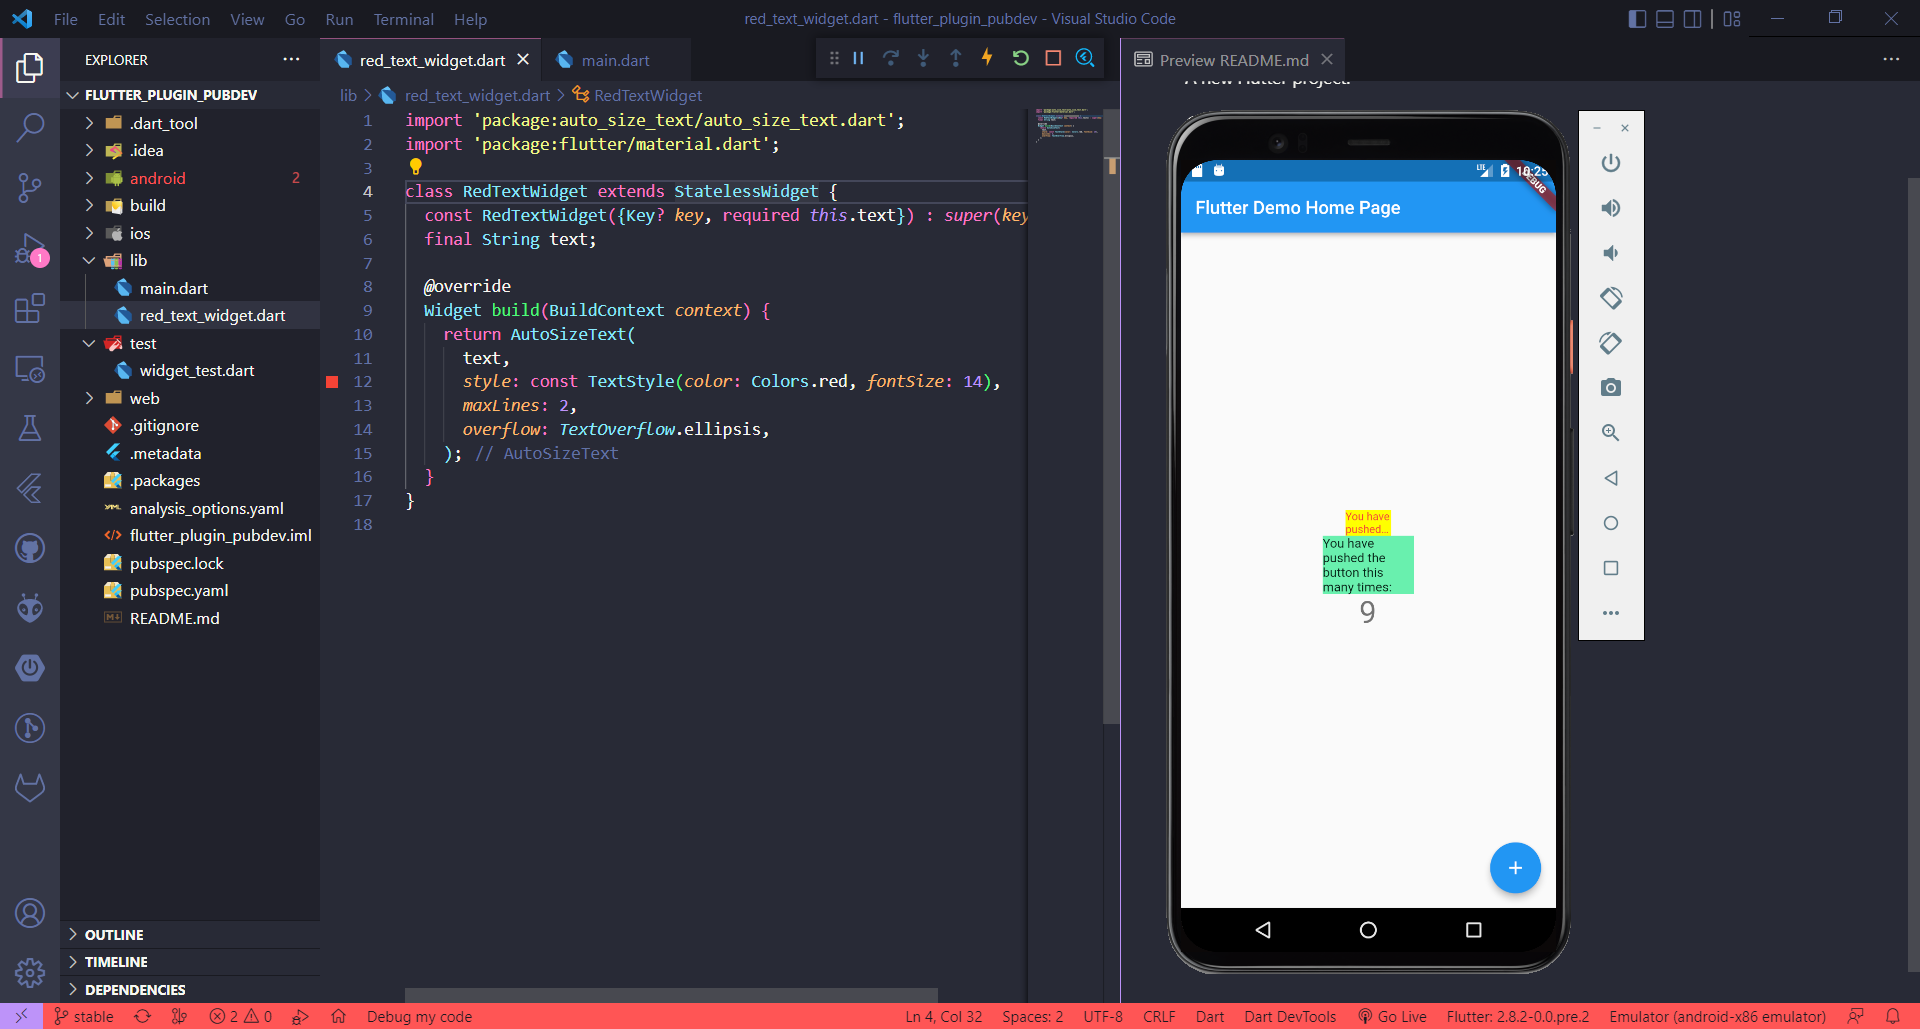 File Edit Selection View Go Run Terminal Help
red_text_widget.dart - flutter_plugin_pubdev - Visual Studio Code
EXPLORER
FLUTTER_PLUGIN_PUBDEV
.dart_tool
.idea
android 2
build
ios
lib
main.dart
red_text_widget.dart
test
widget_test.dart
web
.gitignore
.metadata
.packages
analysis_options.yaml
flutter_plugin_pubdev.iml
pubspec.lock
pubspec.yaml
README.md
OUTLINE
TIMELINE
DEPENDENCIES
1
red_text_widget.dart
main.dart
lib > red_text_widget.dart > RedTextWidget
1 import 'package:auto_size_text/auto_size_text.dart';
2 import 'package:flutter/material.dart';
3
4 class RedTextWidget extends StatelessWidget {
5 const RedTextWidget({Key? key, required this.text}) : super(key
6 final String text;
7
8 @override
9 Widget build(BuildContext context) {
10 return AutoSizeText(
11 text,
12 style: const TextStyle(color: Colors.red, fontSize: 14),
13 maxLines: 2,
14 overflow: TextOverflow.ellipsis,
15 ); // AutoSizeText
16 }
17 }
18
Preview README.md
A new Flutter project.
LTE
10:25
DEBUG
Flutter Demo Home Page
You have
pushed...
You have
pushed the
button this
many times:
9
stable
2 0
Debug my code
Ln 4, Col 32 Spaces: 2 UTF-8 CRLF Dart Dart DevTools Go Live Flutter: 2.8.2-0.0.pre.2 Emulator (android-x86 emulator)